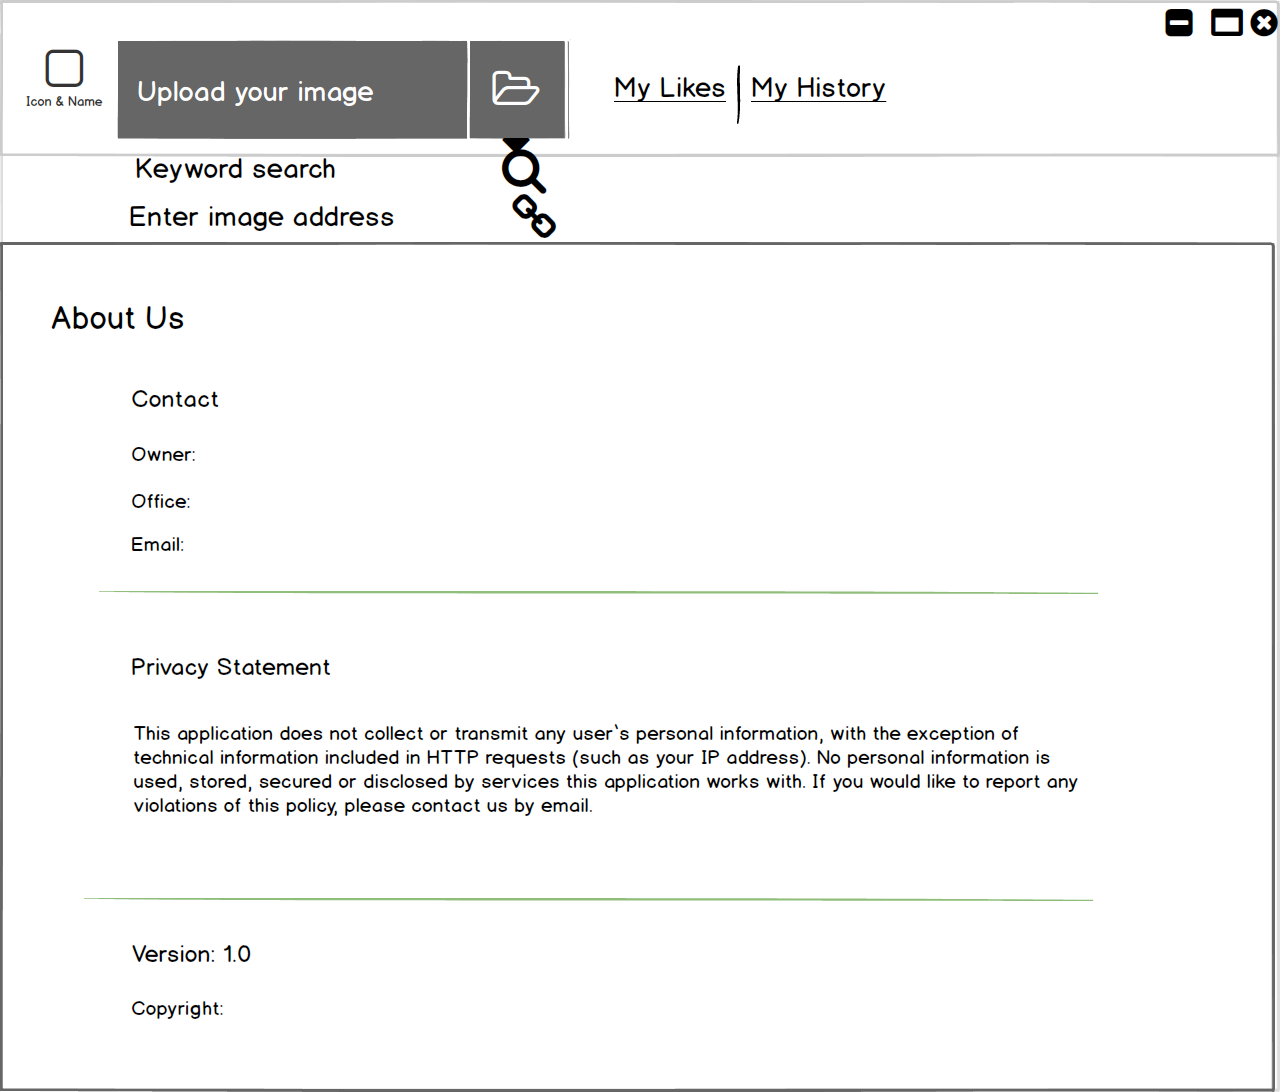 Icon & Name
Upload your image
My Likes
My History
Keyword search
Enter image address
About Us
Contact
Owner:
Office:
Email:
Privacy Statement
This application does not collect or transmit any user`s personal information, with the exception of
technical information included in HTTP requests (such as your IP address). No personal information is
used, stored, secured or disclosed by services this application works with. If you would like to report any
violations of this policy, please contact us by email.
Version: 1.0
Copyright: